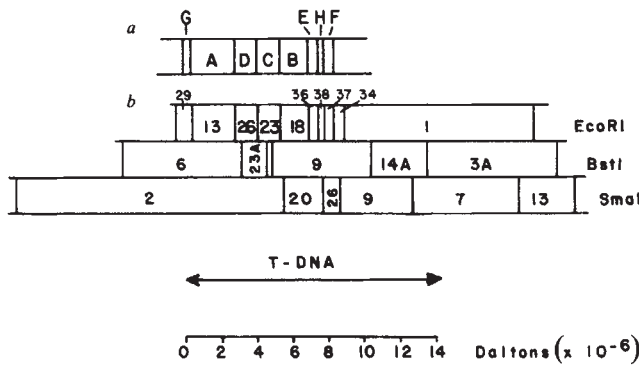 G E H F
a
A D C B
29 36 38 37 34
b
13 26 23 18 1 EcoRI
6 23A 9 14A 3A BstI
2 20 26 9 7 13 SmaI
T-DNA
0 2 4 6 8 10 12 14 Daltons (x 10-6)